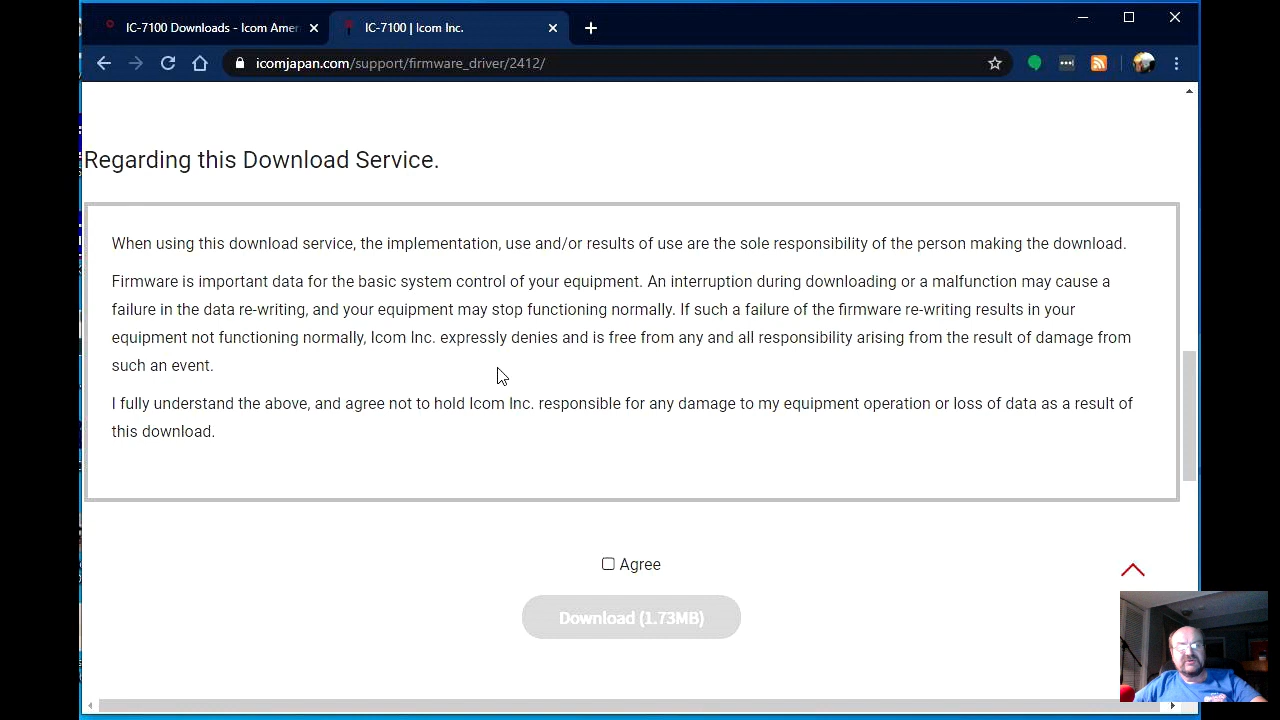 IC-7100 Downloads - Icom Amer
IC-7100 | Icom Inc.
icomjapan.com/support/firmware_driver/2412/
Regarding this Download Service.
When using this download service, the implementation, use and/or results of use are the sole responsibility of the person making the download.
Firmware is important data for the basic system control of your equipment. An interruption during downloading or a malfunction may cause a
failure in the data re-writing, and your equipment may stop functioning normally. If such a failure of the firmware re-writing results in your
equipment not functioning normally, Icom Inc. expressly denies and is free from any and all responsibility arising from the result of damage from
such an event.
I fully understand the above, and agree not to hold Icom Inc. responsible for any damage to my equipment operation or loss of data as a result of
this download.
Agree
Download (1.73MB)